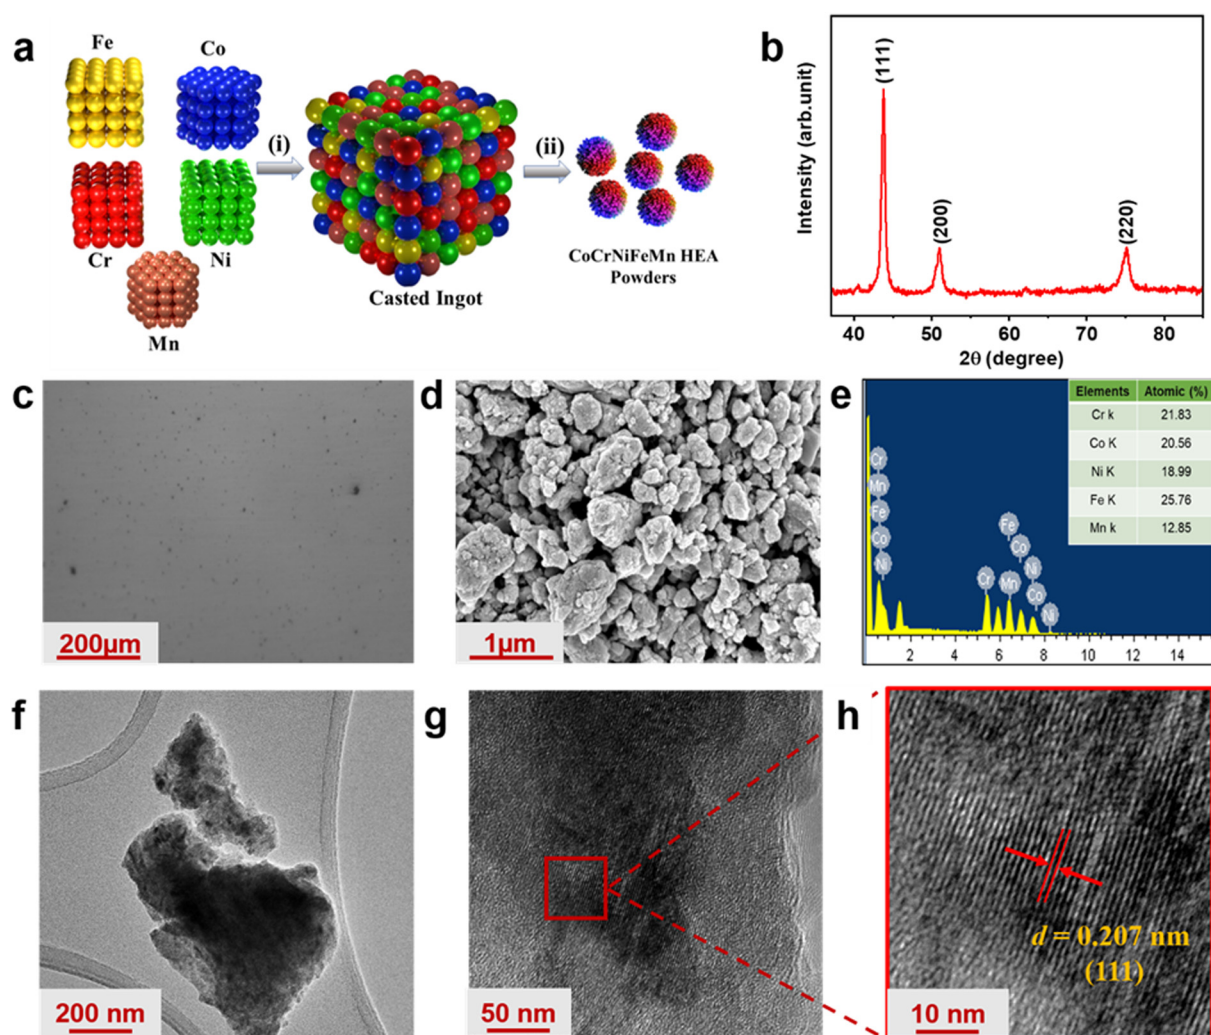 a
Fe
Co
Cr
Ni
Mn
(i)
Casted Ingot
(ii)
CoCrNiFeMn HEA
Powders
b
Intensity (arb.unit)
(111)
(200)
(220)
40 50 60 70 80
2θ (degree)
c
200μm
d
1μm
e
Elements Atomic (%)
Cr k 21.83
Co K 20.56
Ni K 18.99
Fe K 25.76
Mn k 12.85
Cr
Mn
Fe
Co
Ni
Cr
Mn
Fe
Co
Ni
Co
Ni
2 4 6 8 10 12 14
f
200 nm
g
50 nm
h
d = 0.207 nm
(111)
10 nm